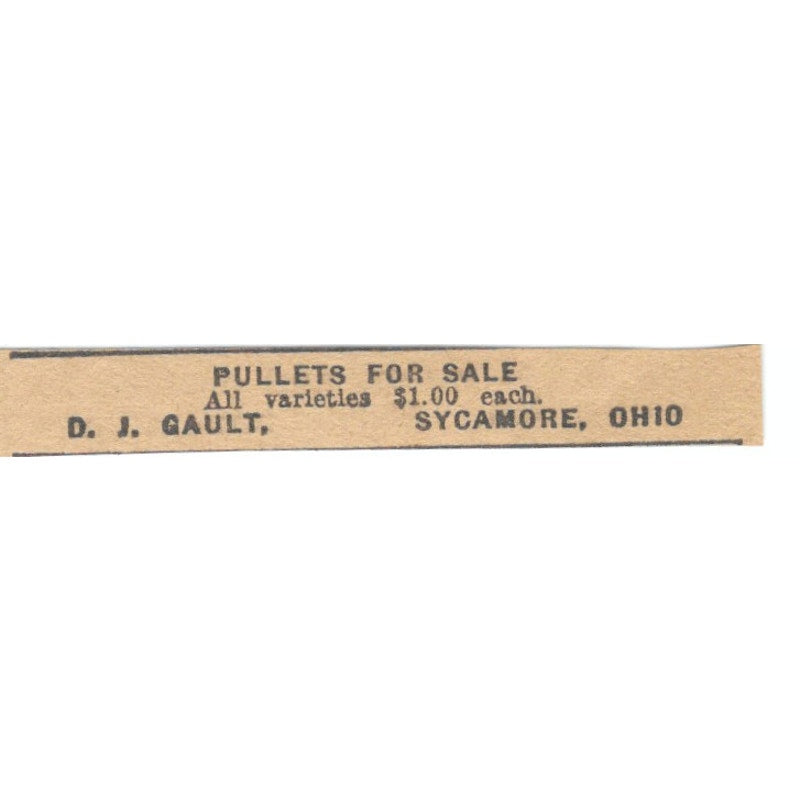 PULLETS FOR SALE
All varieties $1.00 each.
D. J. GAULT, SYCAMORE, OHIO